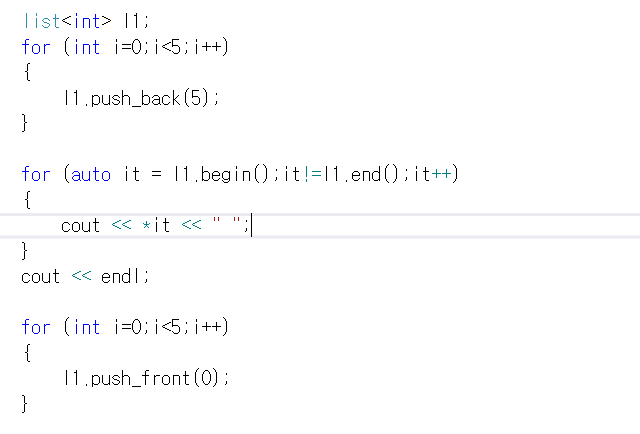 list<int> l1;
for (int i=0;i<5;i++)
{
    l1.push_back(5);
}

for (auto it = l1.begin();it!=l1.end();it++)
{
    cout << *it << " ";
}
cout << endl;

for (int i=0;i<5;i++)
{
    l1.push_front(0);
}